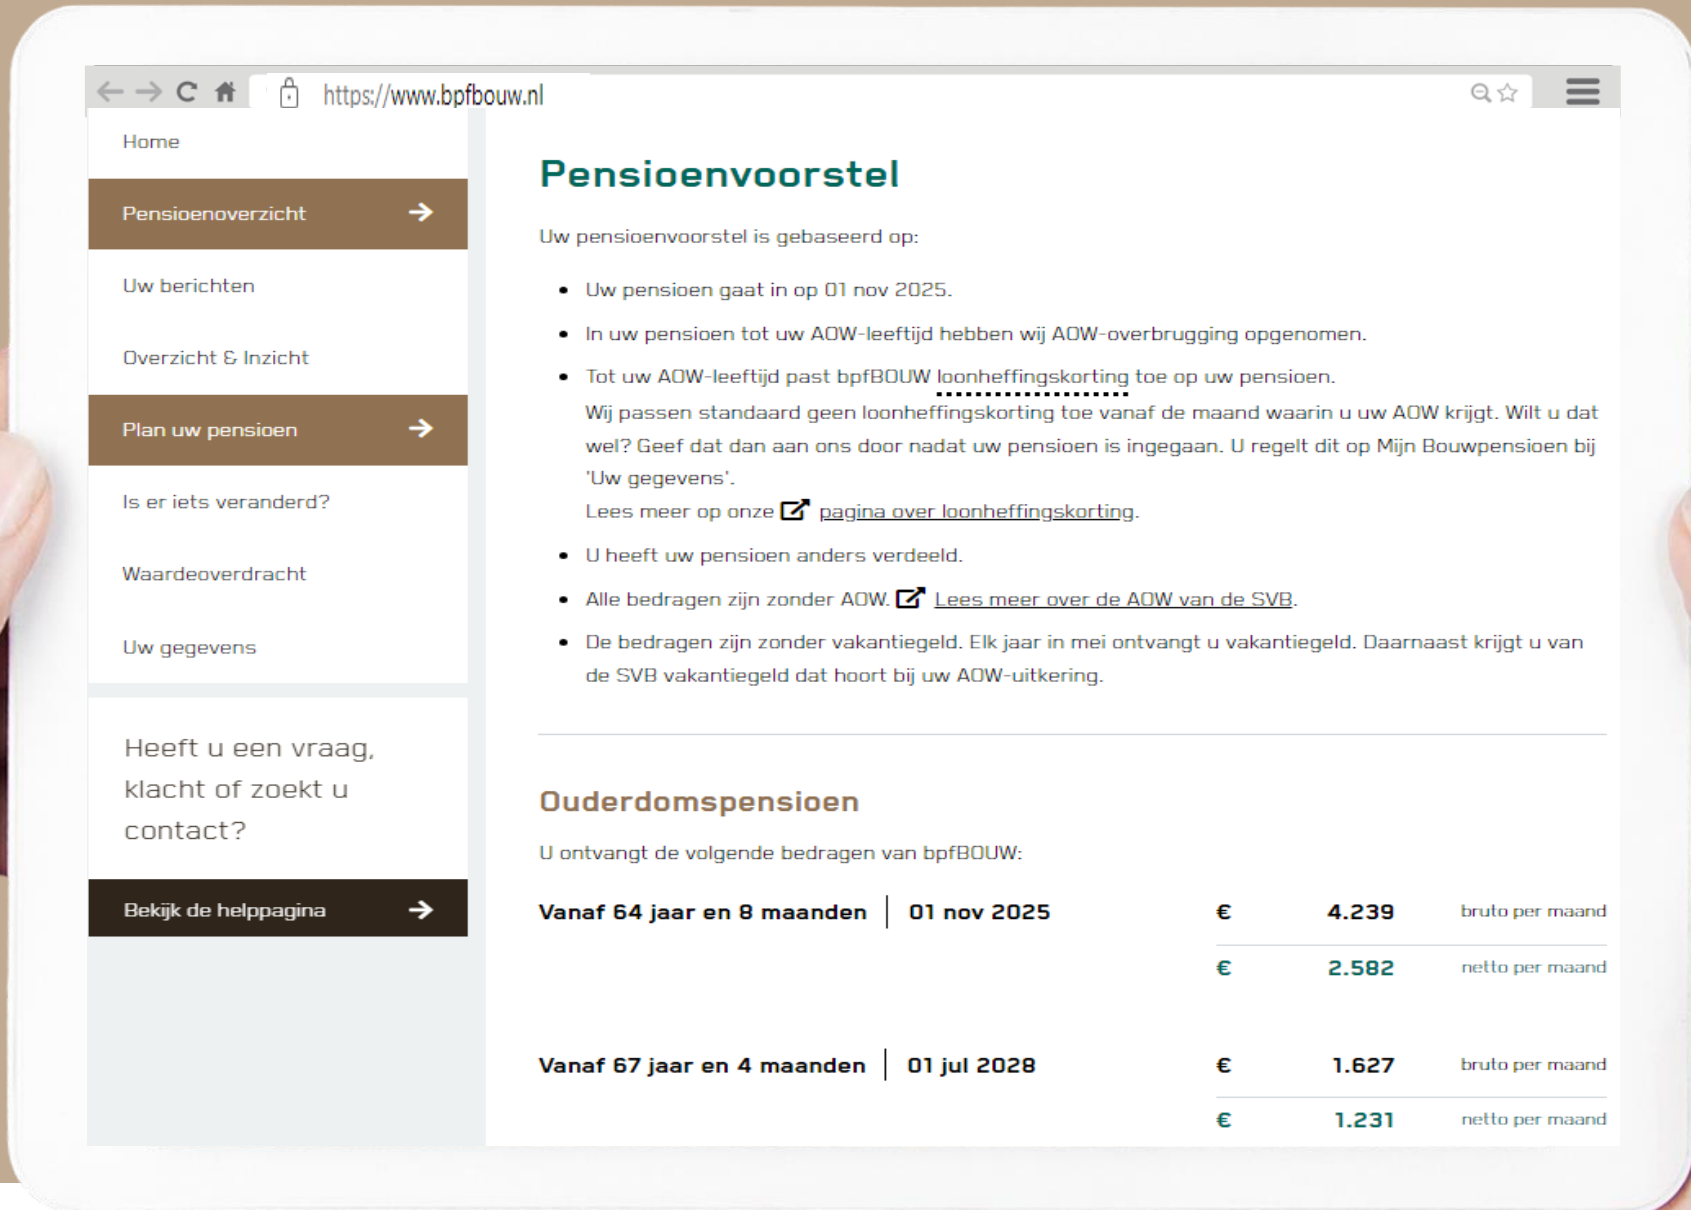 https://www.bpfbouw.nl
Home
Pensioenoverzicht
Uw berichten
Overzicht & Inzicht
Plan uw pensioen
Is er iets veranderd?
Waardeoverdracht
Uw gegevens
Heeft u een vraag,
klacht of zoekt u
contact?
Bekijk de helppagina
Pensioenvoorstel
Uw pensioenvoorstel is gebaseerd op:
• Uw pensioen gaat in op 01 nov 2025.
• In uw pensioen tot uw AOW-leeftijd hebben wij AOW-overbrugging opgenomen.
• Tot uw AOW-leeftijd past bpfBOUW loonheffingskorting toe op uw pensioen.
Wij passen standaard geen loonheffingskorting toe vanaf de maand waarin u uw AOW krijgt. Wilt u dat
wel? Geef dat dan aan ons door nadat uw pensioen is ingegaan. U regelt dit op Mijn Bouwpensioen bij
'Uw gegevens'.
Lees meer op onze pagina over loonheffingskorting.
• U heeft uw pensioen anders verdeeld.
• Alle bedragen zijn zonder AOW. Lees meer over de AOW van de SVB.
• De bedragen zijn zonder vakantiegeld. Elk jaar in mei ontvangt u vakantiegeld. Daarnaast krijgt u van
de SVB vakantiegeld dat hoort bij uw AOW-uitkering.
Ouderdomspensioen
U ontvangt de volgende bedragen van bpfBOUW:
Vanaf 64 jaar en 8 maanden | 01 nov 2025 € 4.239 bruto per maand
€ 2.582 netto per maand
Vanaf 67 jaar en 4 maanden | 01 jul 2028 € 1.627 bruto per maand
€ 1.231 netto per maand